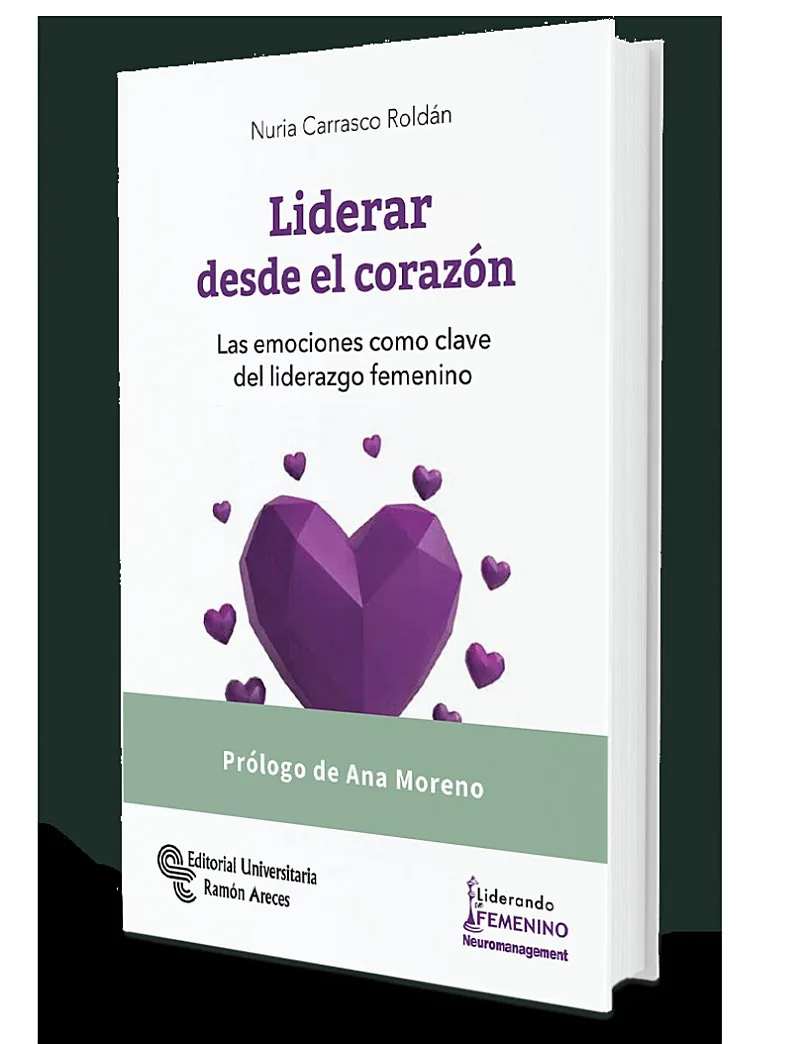 Nuria Carrasco Roldán
Liderar
desde el corazón
Las emociones como clave
del liderazgo femenino
Prólogo de Ana Moreno
Editorial Universitaria
Ramón Areces
Liderando
en
FEMENINO
Neuromanagement